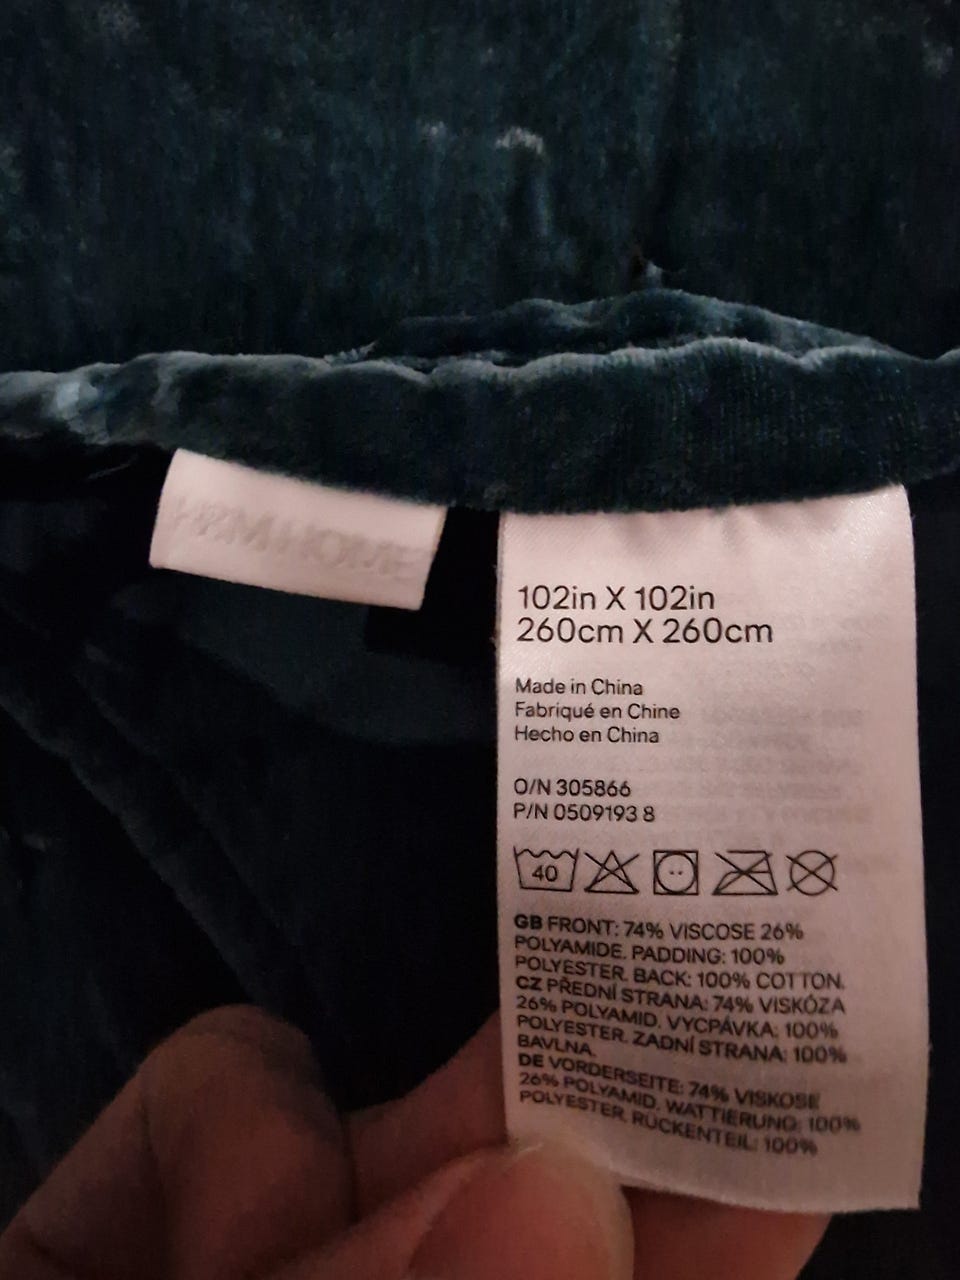 H&M HOME
102in X 102in
260cm X 260cm
Made in China
Fabriqué en Chine
Hecho en China
O/N 305866
P/N 0509193 8
40
GB FRONT: 74% VISCOSE 26%
POLYAMIDE. PADDING: 100%
POLYESTER. BACK: 100% COTTON.
CZ PŘEDNÍ STRANA: 74% VISKÓZA
26% POLYAMID. VYCPÁVKA: 100%
POLYESTER. ZADNÍ STRANA: 100%
BAVLNA.
DE VORDERSEITE: 74% VISKOSE
26% POLYAMID. WATTIERUNG: 100%
POLYESTER. RÜCKENTEIL: 100%